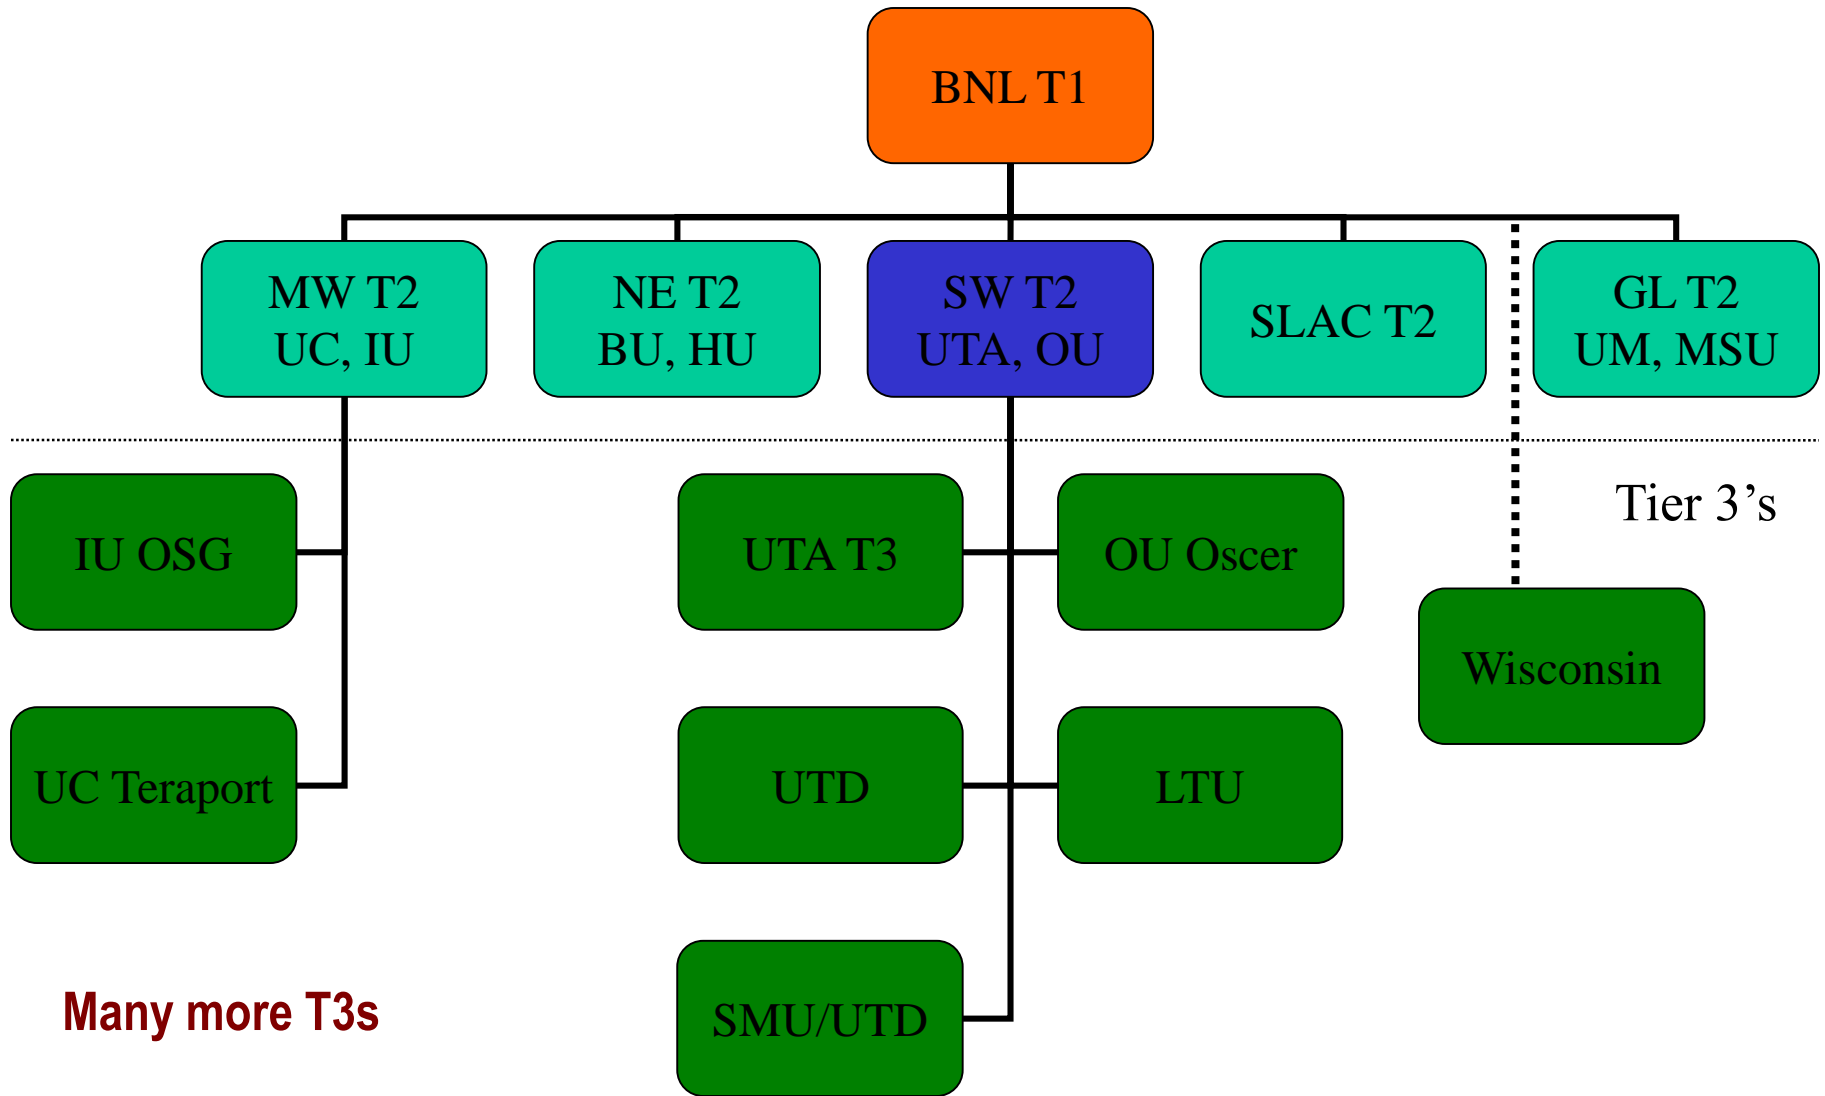 BNL T1
MW T2
UC, IU
NE T2
BU, HU
SW T2
UTA, OU
SLAC T2
GL T2
UM, MSU
Tier 3’s
IU OSG
UTA T3
OU Oscer
Wisconsin
UC Teraport
UTD
LTU
Many more T3s
SMU/UTD